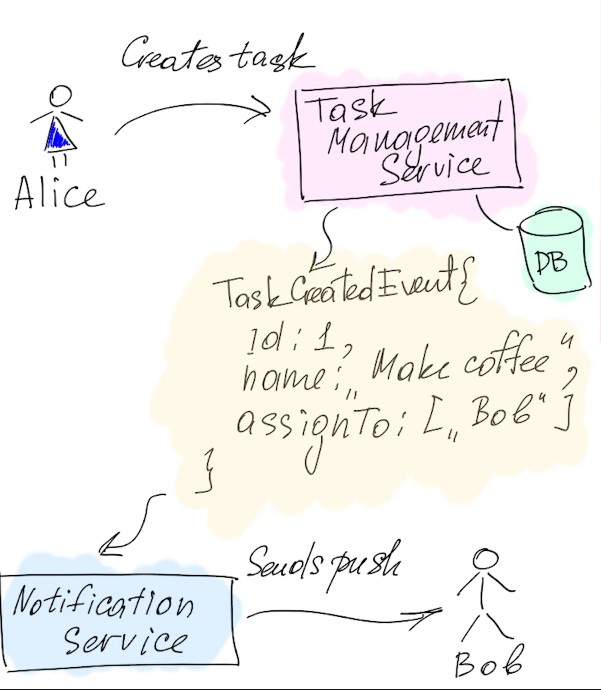 Creates task
Alice
Task
Management
Service
DB
TaskCreatedEvent{
Id: 1,
name: „Make coffee“,
assignTo: [„Bob“]
}
Sends push
Notification
Service
Bob